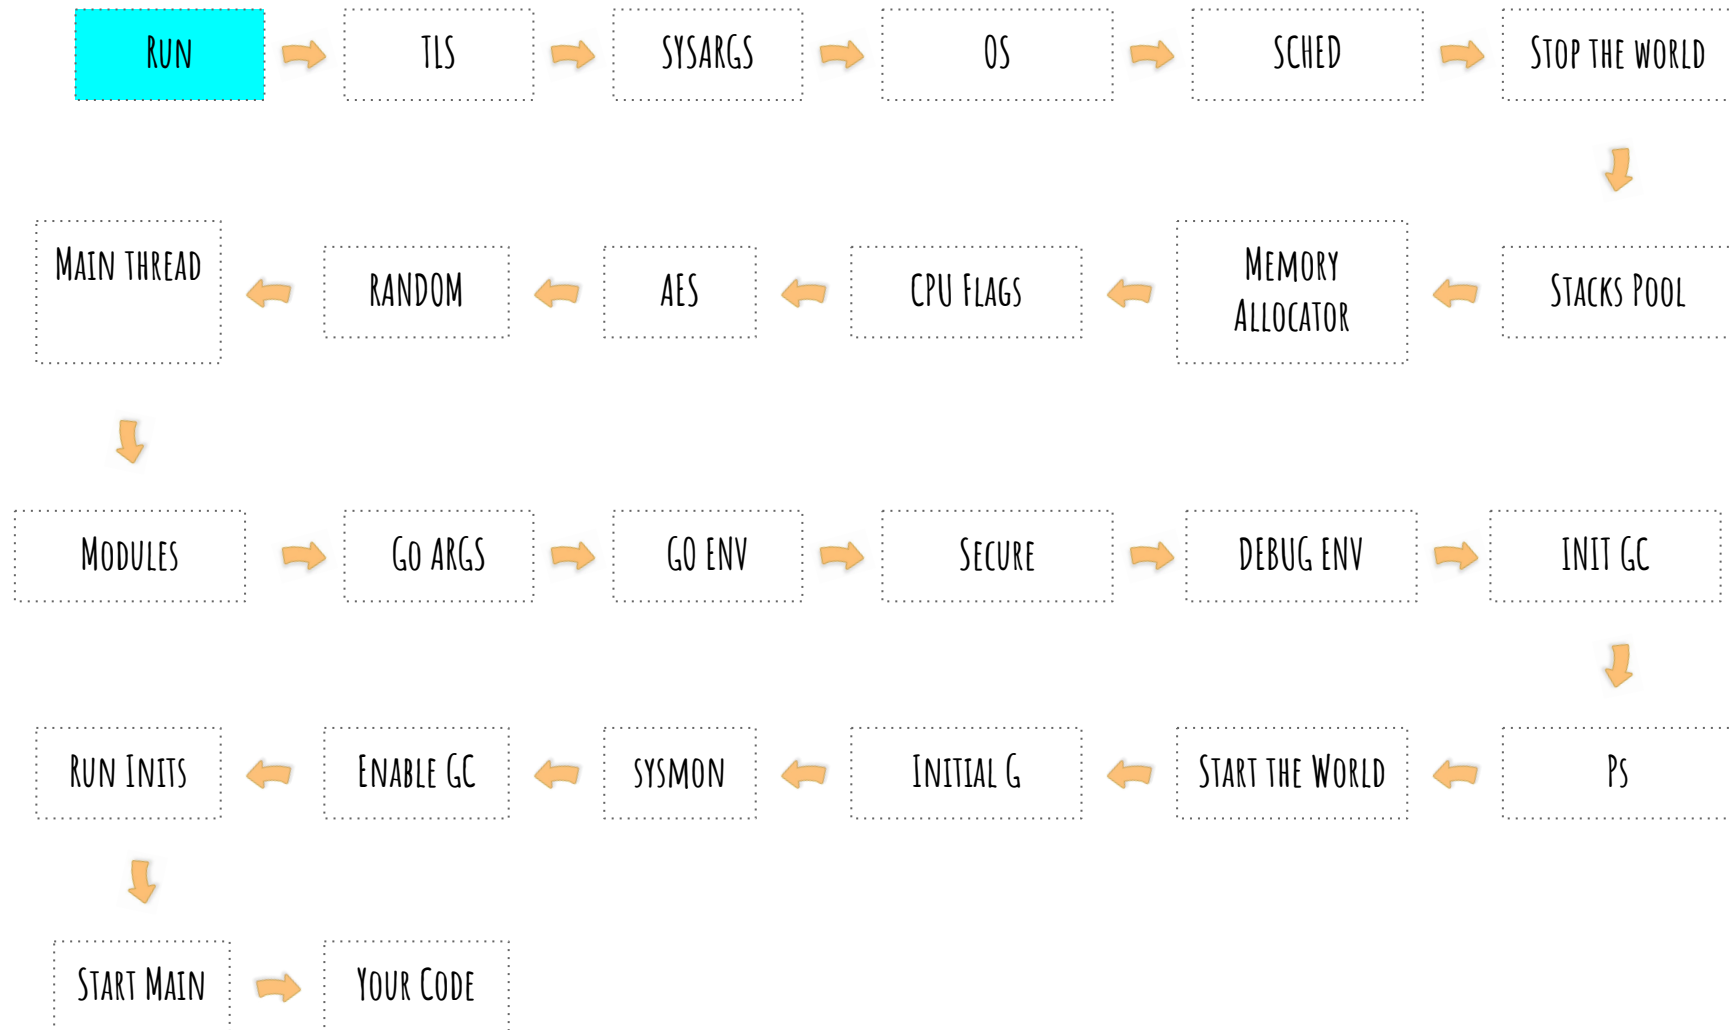 Run
TLS
SYSARGS
OS
SCHED
Stop the world
Main thread
RANDOM
AES
CPU Flags
Memory
Allocator
Stacks Pool
Modules
Go ARGS
GO ENV
Secure
DEBUG ENV
INIT GC
Run Inits
Enable GC
sysmon
Initial G
Start the World
Ps
Start Main
Your Code